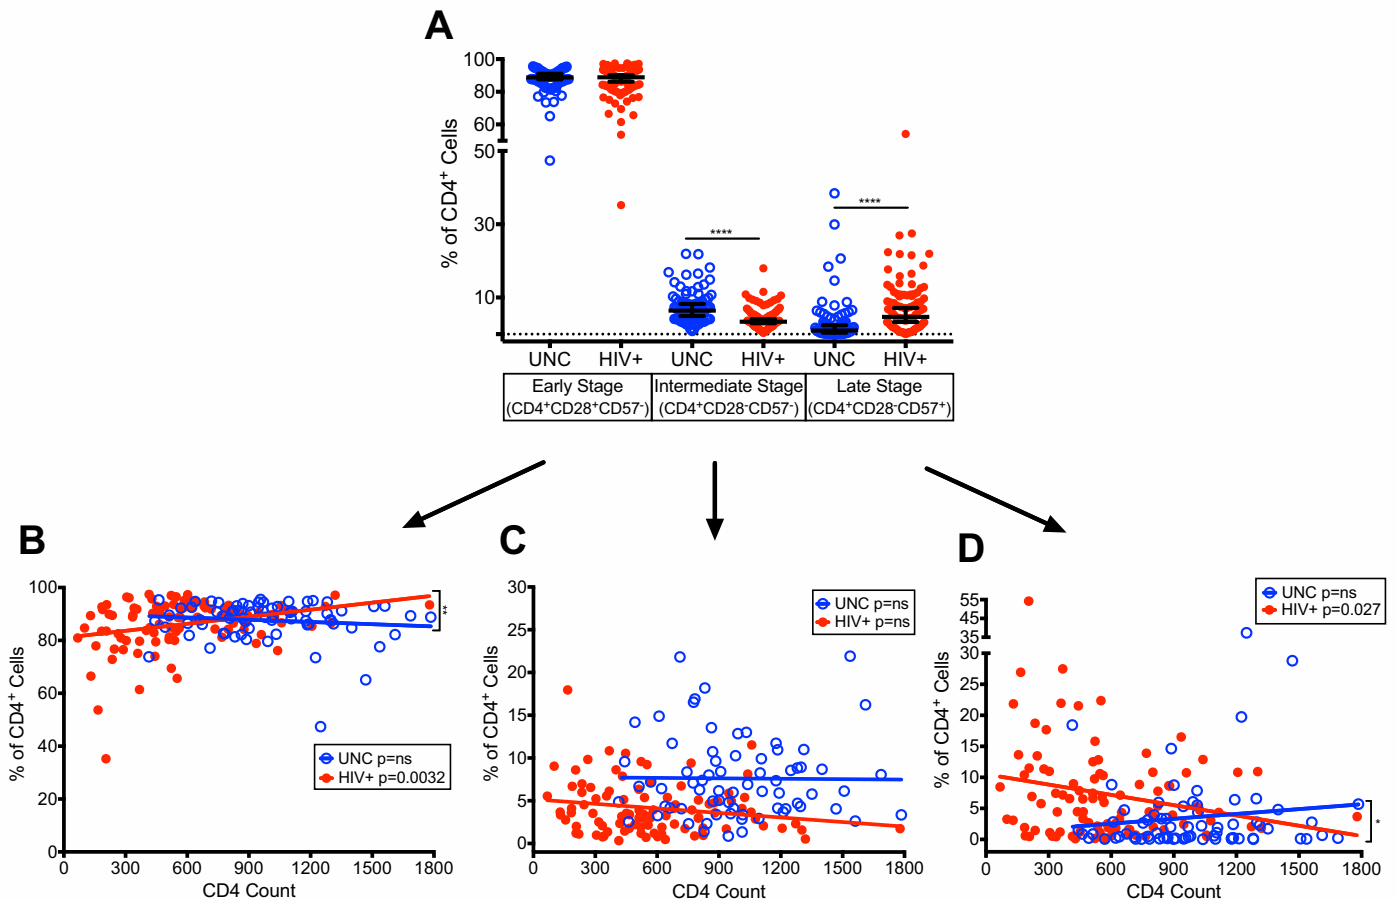 A
% of CD4+ Cells
100
80
60
50
30
10
**** ****
UNC HIV+ UNC HIV+ UNC HIV+
Early Stage Intermediate Stage Late Stage
(CD4+CD28+CD57-) (CD4+CD28-CD57-) (CD4+CD28-CD57+)
B
% of CD4+ Cells
100
80
60
40
20
0
0 300 600 900 1200 1500 1800
CD4 Count
**
UNC p=ns
HIV+ p=0.0032
C
% of CD4+ Cells
30
25
20
15
10
5
0
0 300 600 900 1200 1500 1800
CD4 Count
UNC p=ns
HIV+ p=ns
D
% of CD4+ Cells
55
45
35
30
25
20
15
10
5
0
0 300 600 900 1200 1500 1800
CD4 Count
UNC p=ns
HIV+ p=0.027
*